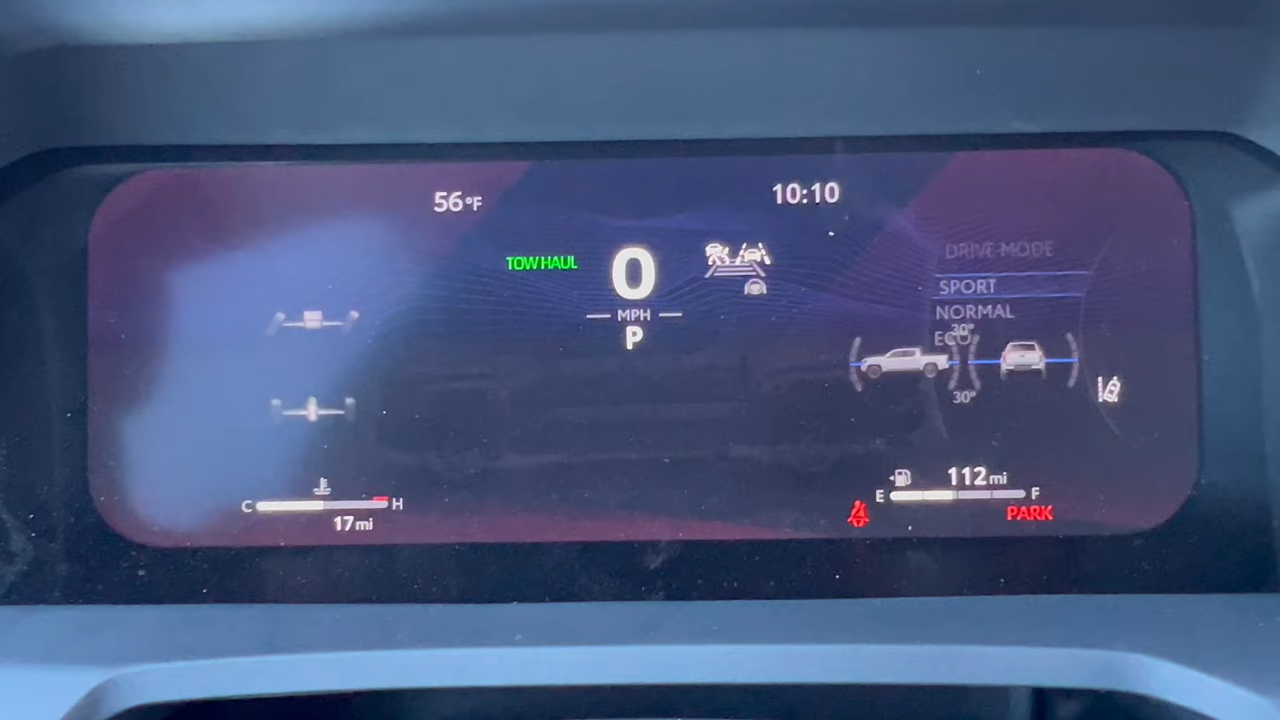 56°F
10:10
TOW HAUL
0
MPH
P
DRIVE MODE
SPORT
NORMAL
ECO
30°
30°
C
H
17 mi
112 mi
E
F
PARK